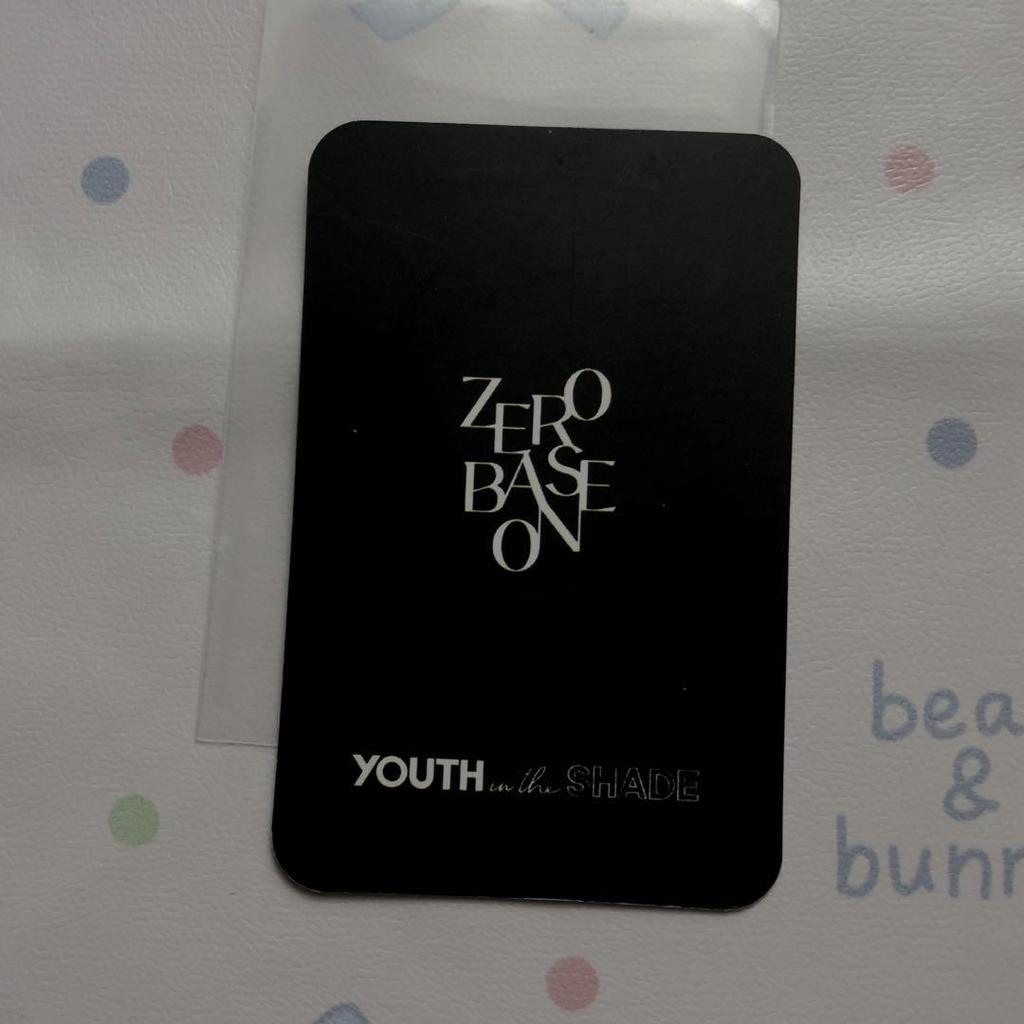 ZERO
BASE
ON
YOUTH in the SHADE
bea
&
bunn